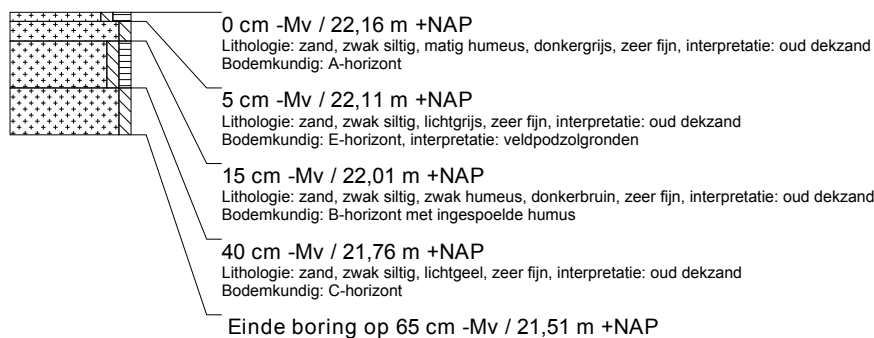 0 cm -Mv / 22,16 m +NAP
Lithologie: zand, zwak siltig, matig humeus, donkergrijs, zeer fijn, interpretatie: oud dekzand
Bodemkundig: A-horizont
5 cm -Mv / 22,11 m +NAP
Lithologie: zand, zwak siltig, lichtgrijs, zeer fijn, interpretatie: oud dekzand
Bodemkundig: E-horizont, interpretatie: veldpodzolgronden
15 cm -Mv / 22,01 m +NAP
Lithologie: zand, zwak siltig, zwak humeus, donkerbruin, zeer fijn, interpretatie: oud dekzand
Bodemkundig: B-horizont met ingespoelde humus
40 cm -Mv / 21,76 m +NAP
Lithologie: zand, zwak siltig, lichtgeel, zeer fijn, interpretatie: oud dekzand
Bodemkundig: C-horizont
Einde boring op 65 cm -Mv / 21,51 m +NAP